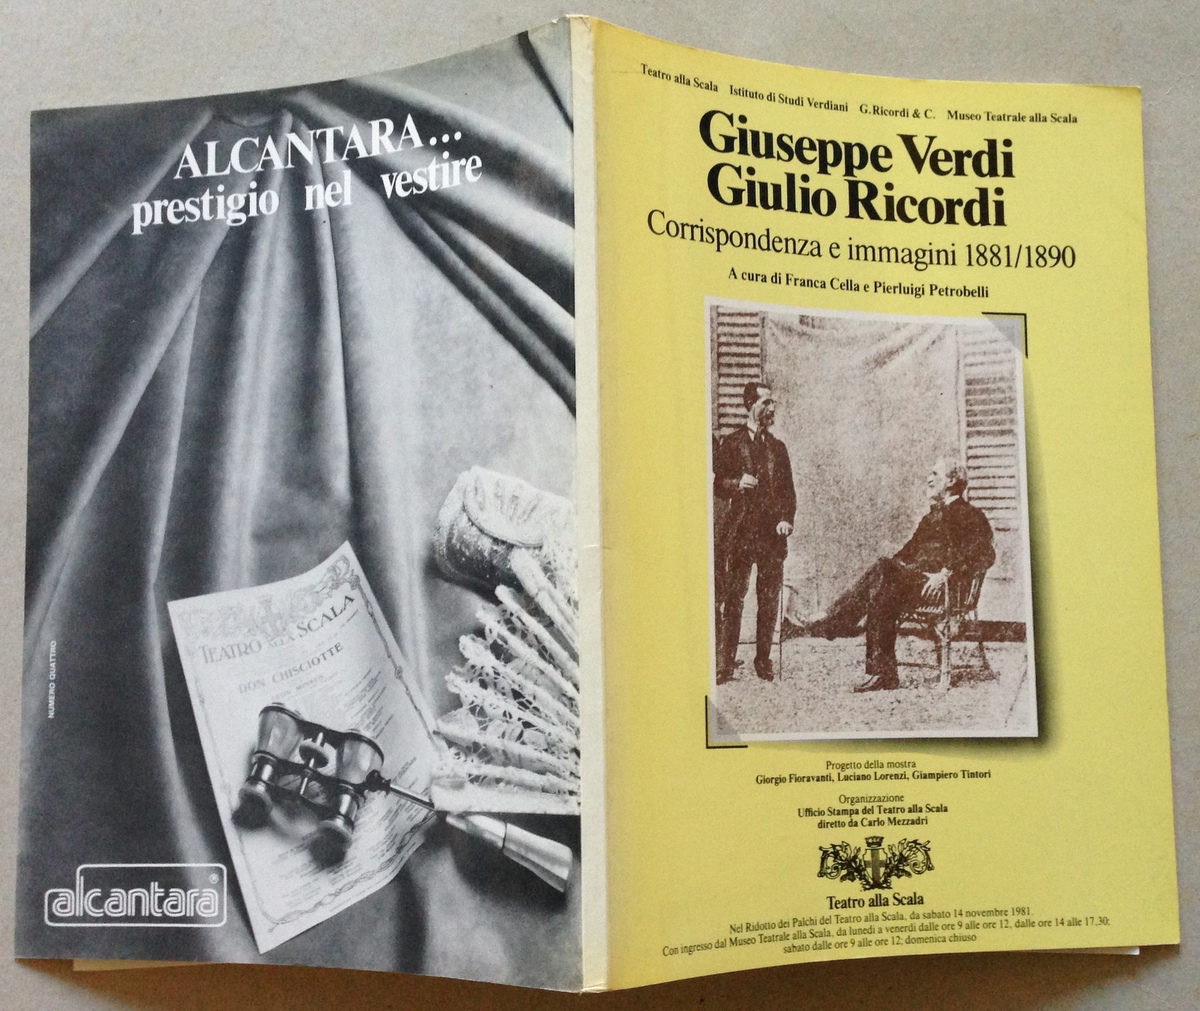 ALCANTARA...
prestigio nel vestire
TEATRO ALLA SCALA
DON CHISCIOTTE
NUMERO QUATTRO
alcantara®
Teatro alla Scala Istituto di Studi Verdiani G. Ricordi & C. Museo Teatrale alla Scala
Giuseppe Verdi
Giulio Ricordi
Corrispondenza e immagini 1881/1890
A cura di Franca Cella e Pierluigi Petrobelli
Progetto della mostra
Giorgio Fioravanti, Luciano Lorenzi, Giampiero Tintori
Organizzazione
Ufficio Stampa del Teatro alla Scala
diretto da Carlo Mezzadri
Teatro alla Scala
Nel Ridotto dei Palchi del Teatro alla Scala, da sabato 14 novembre 1981.
Con ingresso dal Museo Teatrale alla Scala, da lunedì a venerdì dalle ore 9 alle ore 12, dalle ore 14 alle 17.30;
sabato dalle ore 9 alle ore 12; domenica chiuso